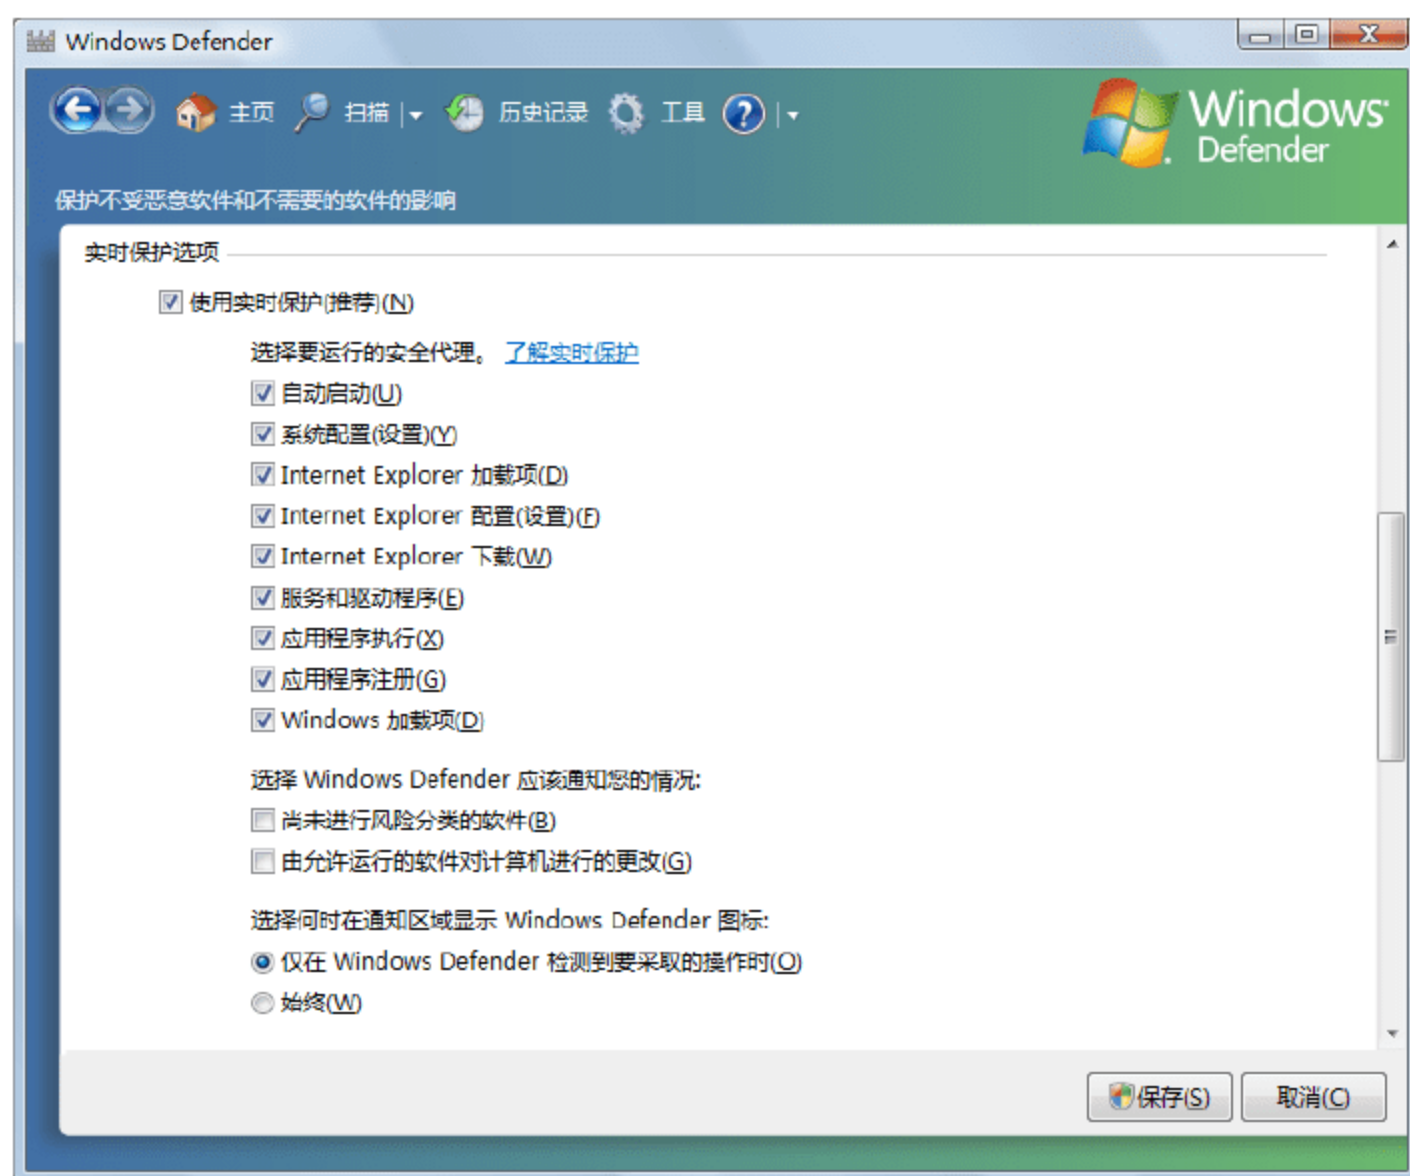 Windows Defender
主页 扫描 历史记录 工具
Windows Defender
保护不受恶意软件和不需要的软件的影响
实时保护选项
使用实时保护(推荐)(N)
选择要运行的安全代理。 了解实时保护
自动启动(U)
系统配置(设置)(Y)
Internet Explorer 加载项(D)
Internet Explorer 配置(设置)(F)
Internet Explorer 下载(W)
服务和驱动程序(E)
应用程序执行(X)
应用程序注册(G)
Windows 加载项(D)
选择 Windows Defender 应该通知您的情况:
尚未进行风险分类的软件(B)
由允许运行的软件对计算机进行的更改(G)
选择何时在通知区域显示 Windows Defender 图标:
仅在 Windows Defender 检测到要采取的操作时(O)
始终(W)
保存(S) 取消(C)